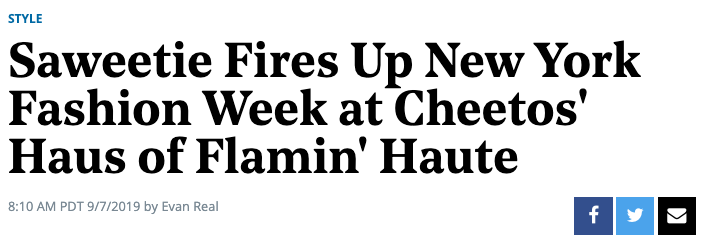 STYLE
Saweetie Fires Up New York
Fashion Week at Cheetos'
Haus of Flamin' Haute
8:10 AM PDT 9/7/2019 by Evan Real